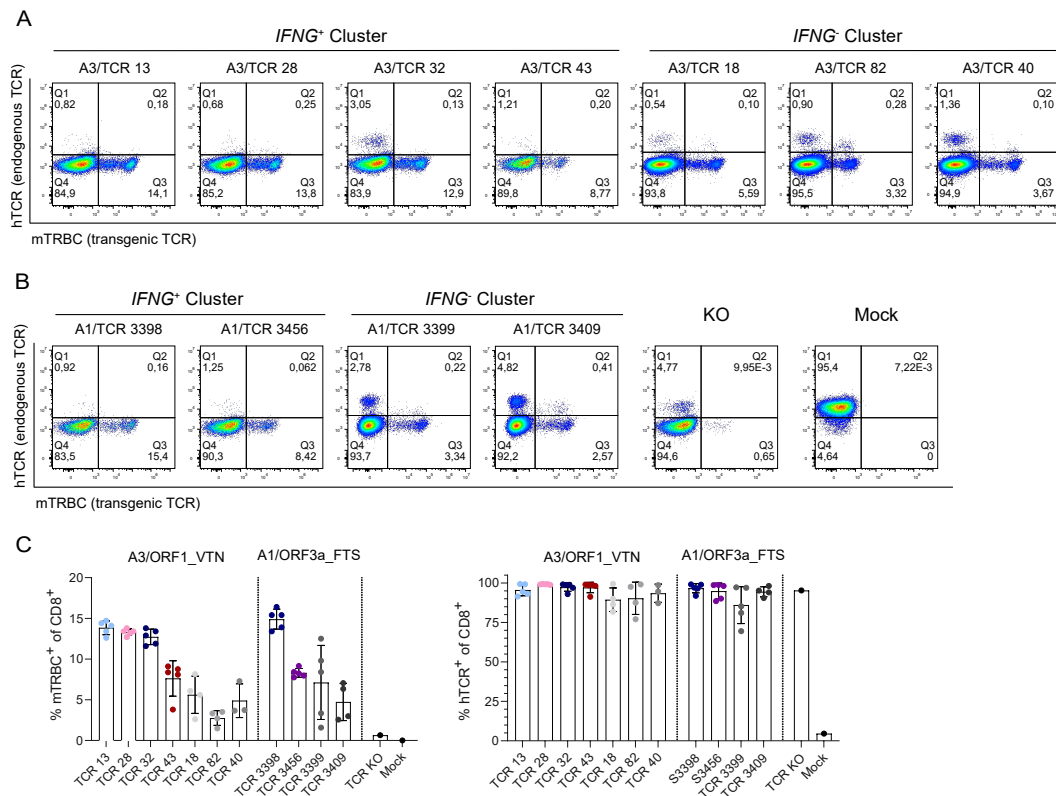 A
IFNG+ Cluster
IFNG- Cluster
A3/TCR 13 A3/TCR 28 A3/TCR 32 A3/TCR 43 A3/TCR 18 A3/TCR 82 A3/TCR 40
hTCR (endogenous TCR)
Q1 0,82 Q2 0,18 Q4 84,9 Q3 14,1
Q1 0,68 Q2 0,25 Q4 85,2 Q3 13,8
Q1 3,05 Q2 0,13 Q4 83,9 Q3 12,9
Q1 1,21 Q2 0,20 Q4 89,8 Q3 8,77
Q1 0,54 Q2 0,10 Q4 93,8 Q3 5,59
Q1 0,90 Q2 0,28 Q4 95,5 Q3 3,32
Q1 1,36 Q2 0,10 Q4 94,9 Q3 3,67
mTRBC (transgenic TCR)
B
IFNG+ Cluster
IFNG- Cluster
A1/TCR 3398 A1/TCR 3456 A1/TCR 3399 A1/TCR 3409 KO Mock
hTCR (endogenous TCR)
Q1 0,92 Q2 0,16 Q4 83,5 Q3 15,4
Q1 1,25 Q2 0,062 Q4 90,3 Q3 8,42
Q1 2,78 Q2 0,22 Q4 93,7 Q3 3,34
Q1 4,82 Q2 0,41 Q4 92,2 Q3 2,57
Q1 4,77 Q2 9,95E-3 Q4 94,6 Q3 0,65
Q1 95,4 Q2 7,22E-3 Q4 4,64 Q3 0
mTRBC (transgenic TCR)
C
A3/ORF1_VTN A1/ORF3a_FTS
% mTRBC+ of CD8+
20
15
10
5
0
TCR 13 TCR 28 TCR 32 TCR 43 TCR 18 TCR 82 TCR 40 TCR 3398 TCR 3456 TCR 3399 TCR 3409 TCR KO Mock
A3/ORF1_VTN A1/ORF3a_FTS
% hTCR+ of CD8+
100
75
50
25
0
TCR 13 TCR 28 TCR 32 TCR 43 TCR 18 TCR 82 TCR 40 S3398 S3456 TCR 3399 TCR 3409 TCR KO Mock